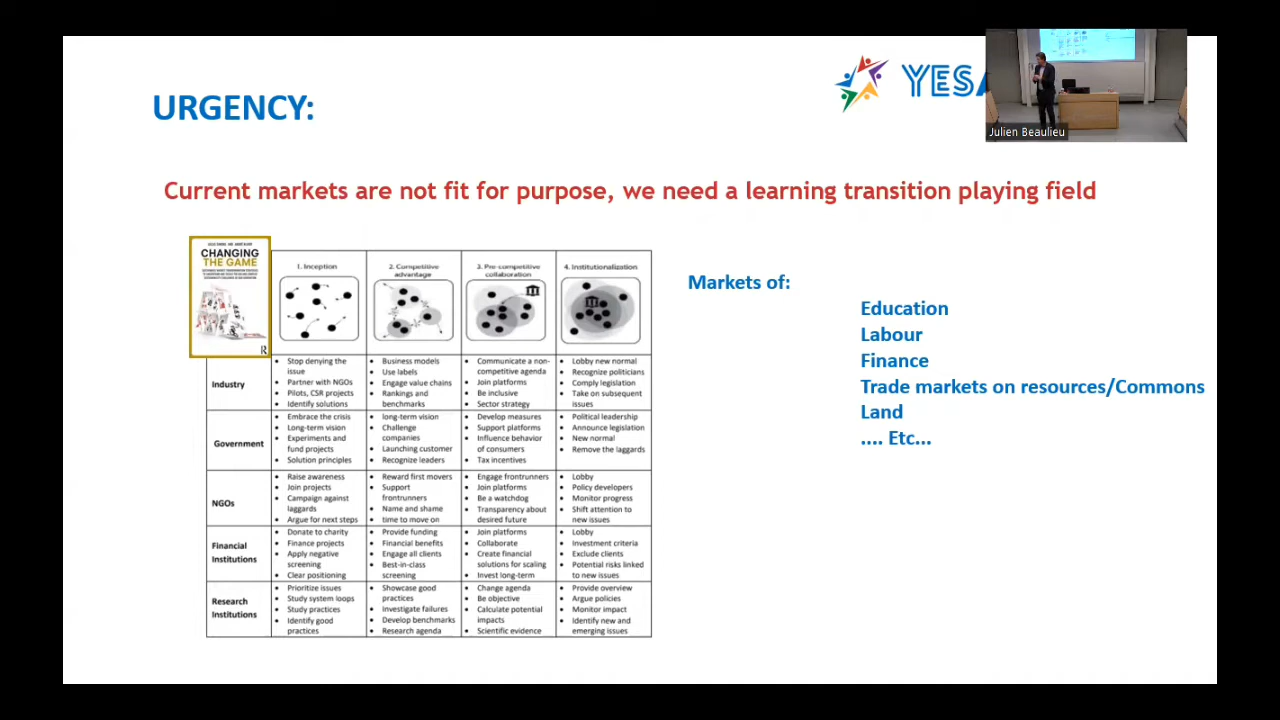 URGENCY:
YESA
Julien Beaulieu
Current markets are not fit for purpose, we need a learning transition playing field
CHANGING
THE GAME
1. Inception
2. Competitive
advantage
3. Pre-competitive
collaboration
4. Institutionalization
Industry
• Stop denying the
issue
• Partner with NGOs
• Pilots, CSR projects
• Identify solutions
• Business models
• Use labels
• Engage value chains
• Rankings and
benchmarks
• Communicate a non-
competitive agenda
• Join platforms
• Be inclusive
• Sector strategy
• Lobby new normal
• Recognize politicians
• Comply legislation
• Take on subsequent
issues
Government
• Embrace the crisis
• Long-term vision
• Experiments and
fund projects
• Solution principles
• long-term vision
• Challenge
companies
• Launching customer
• Recognize leaders
• Develop measures
• Support platforms
• Influence behavior
of consumers
• Tax incentives
• Political leadership
• Announce legislation
• New normal
• Remove the laggards
NGOs
• Raise awareness
• Join projects
• Campaign against
laggards
• Argue for next steps
• Reward first movers
• Support
frontrunners
• Name and shame
• time to move on
• Engage frontrunners
• Join platforms
• Be a watchdog
• Transparency about
desired future
• Lobby
• Policy developers
• Monitor progress
• Shift attention to
new issues
Financial
Institutions
• Donate to charity
• Finance projects
• Apply negative
screening
• Clear positioning
• Provide funding
• Financial benefits
• Engage all clients
• Best-in-class
screening
• Join platforms
• Collaborate
• Create financial
solutions for scaling
• Invest long-term
• Lobby
• Investment criteria
• Exclude clients
• Potential risks linked
to new issues
Research
Institutions
• Prioritize issues
• Study system loops
• Study practices
• Identify good
practices
• Showcase good
practices
• Investigate failures
• Develop benchmarks
• Research agenda
• Change agenda
• Be objective
• Calculate potential
impacts
• Scientific evidence
• Provide overview
• Argue policies
• Monitor impact
• Identify new and
emerging issues
Markets of:
Education
Labour
Finance
Trade markets on resources/Commons
Land
.... Etc...